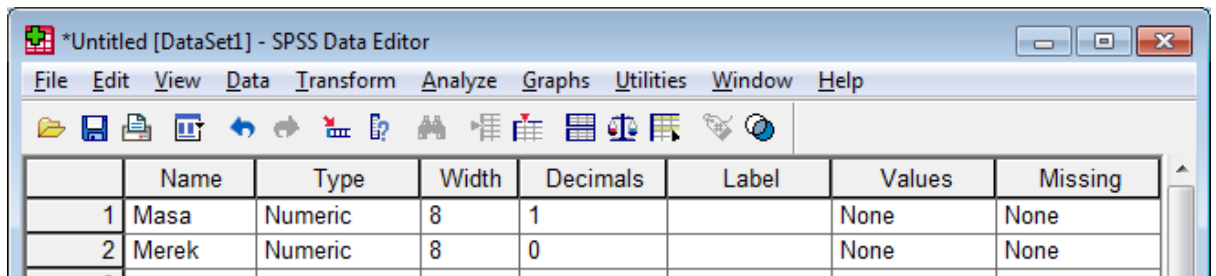 *Untitled [DataSet1] - SPSS Data Editor
File Edit View Data Transform Analyze Graphs Utilities Window Help
Name Type Width Decimals Label Values Missing
1 Masa Numeric 8 1 None None
2 Merek Numeric 8 0 None None